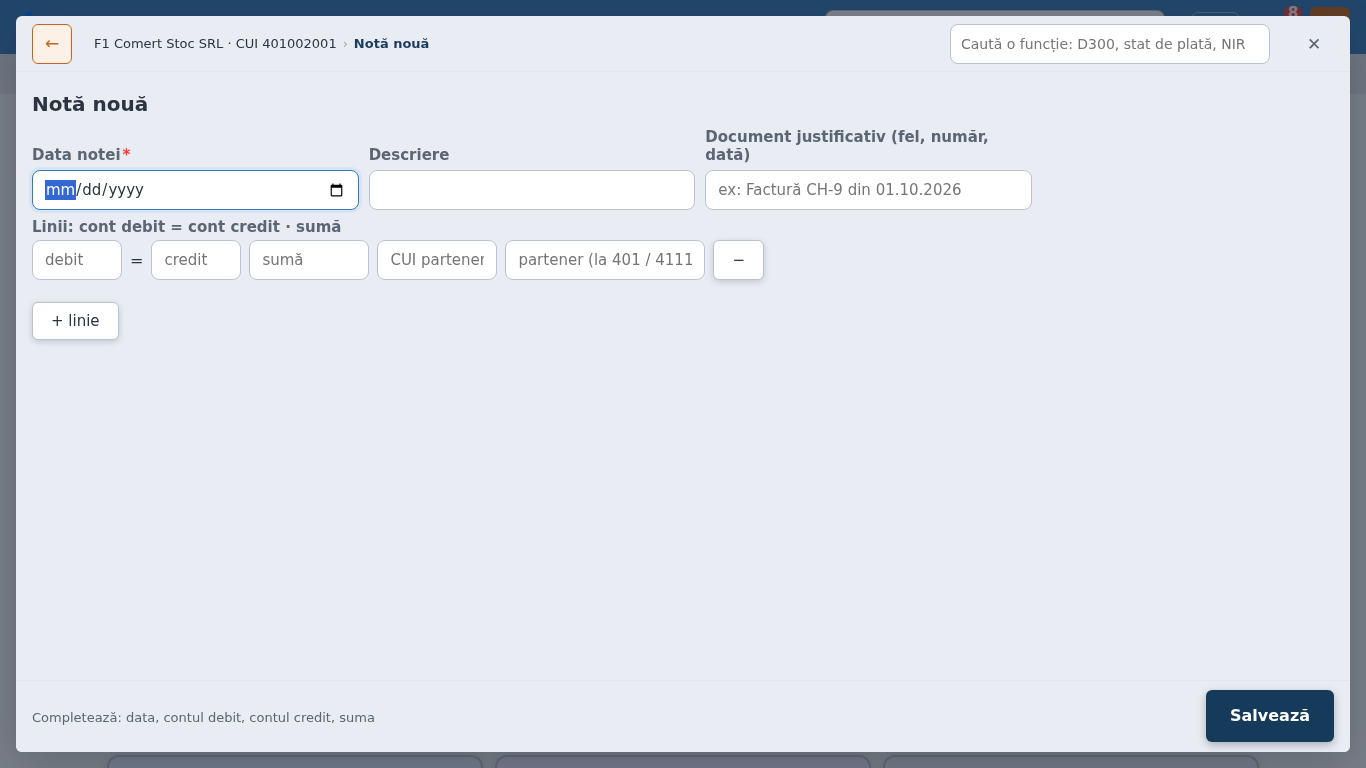 8
←
F1 Comert Stoc SRL · CUI 401002001 › Notă nouă
Caută o funcție: D300, stat de plată, NIR
✕
Notă nouă
Data notei*
Descriere
Document justificativ (fel, număr,
dată)
mm/dd/yyyy
ex: Factură CH-9 din 01.10.2026
Linii: cont debit = cont credit · sumă
debit = credit sumă CUI partener partener (la 401 / 4111 −
+ linie
Completează: data, contul debit, contul credit, suma
Salvează